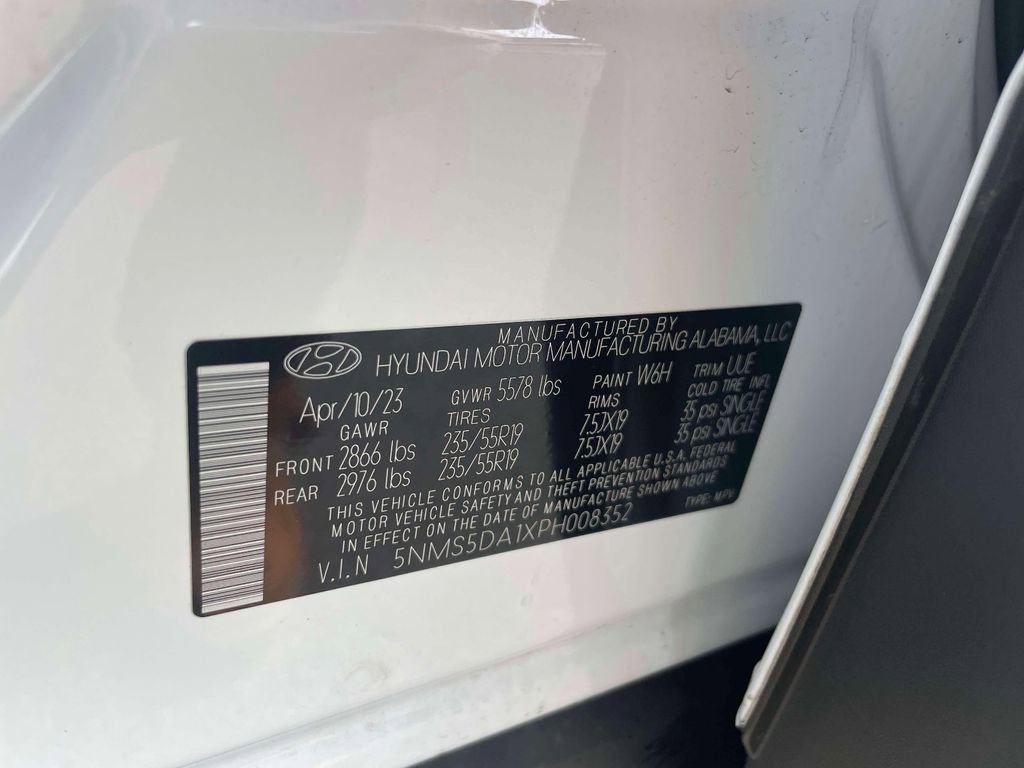 MANUFACTURED BY
HYUNDAI MOTOR MANUFACTURING ALABAMA, LLC
Apr/10/23 GVWR 5578 lbs PAINT W6H TRIM UUE
GAWR TIRES RIMS COLD TIRE INFL
FRONT 2866 lbs 235/55R19 7.5JX19 35 psi SINGLE
REAR 2976 lbs 235/55R19 7.5JX19 35 psi SINGLE
THIS VEHICLE CONFORMS TO ALL APPLICABLE U.S.A. FEDERAL
MOTOR VEHICLE SAFETY AND THEFT PREVENTION STANDARDS
IN EFFECT ON THE DATE OF MANUFACTURE SHOWN ABOVE
V.I.N 5NMS5DA1XPH008352 TYPE: MPV